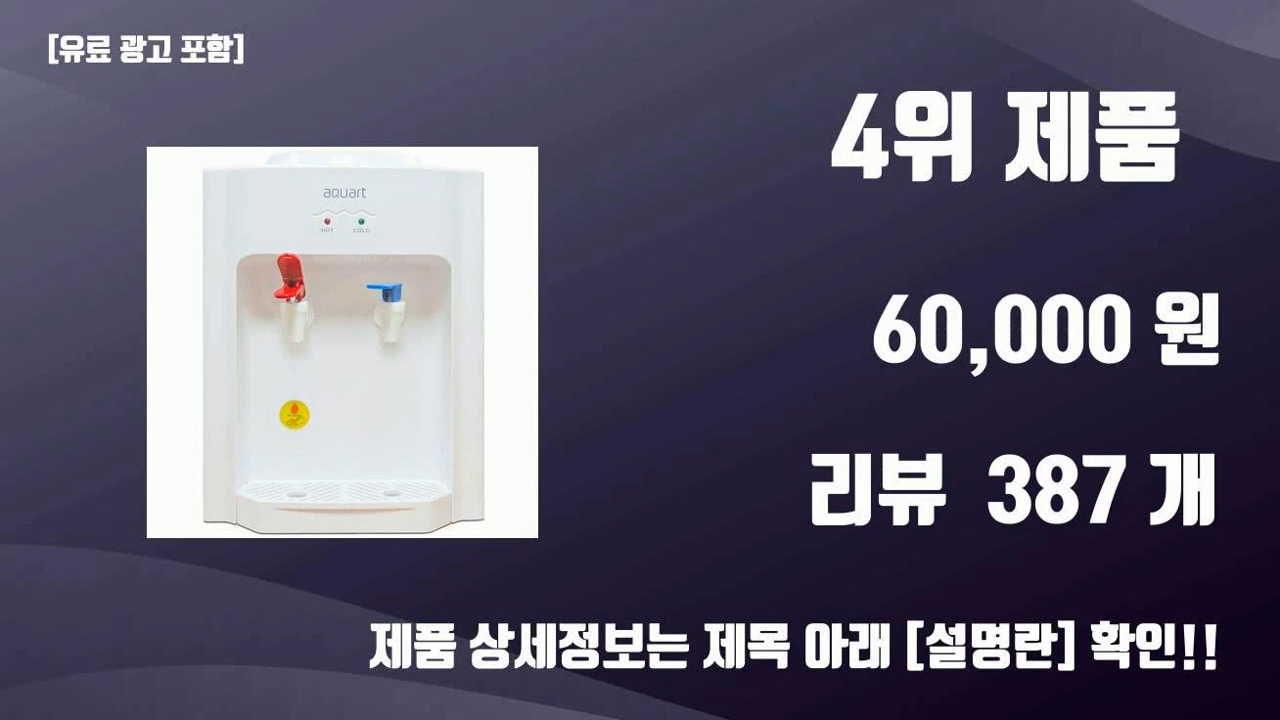 [유료 광고 포함]
4위 제품
aquart
HOT COLD
60,000 원
리뷰 387 개
제품 상세정보는 제목 아래 [설명란] 확인!!